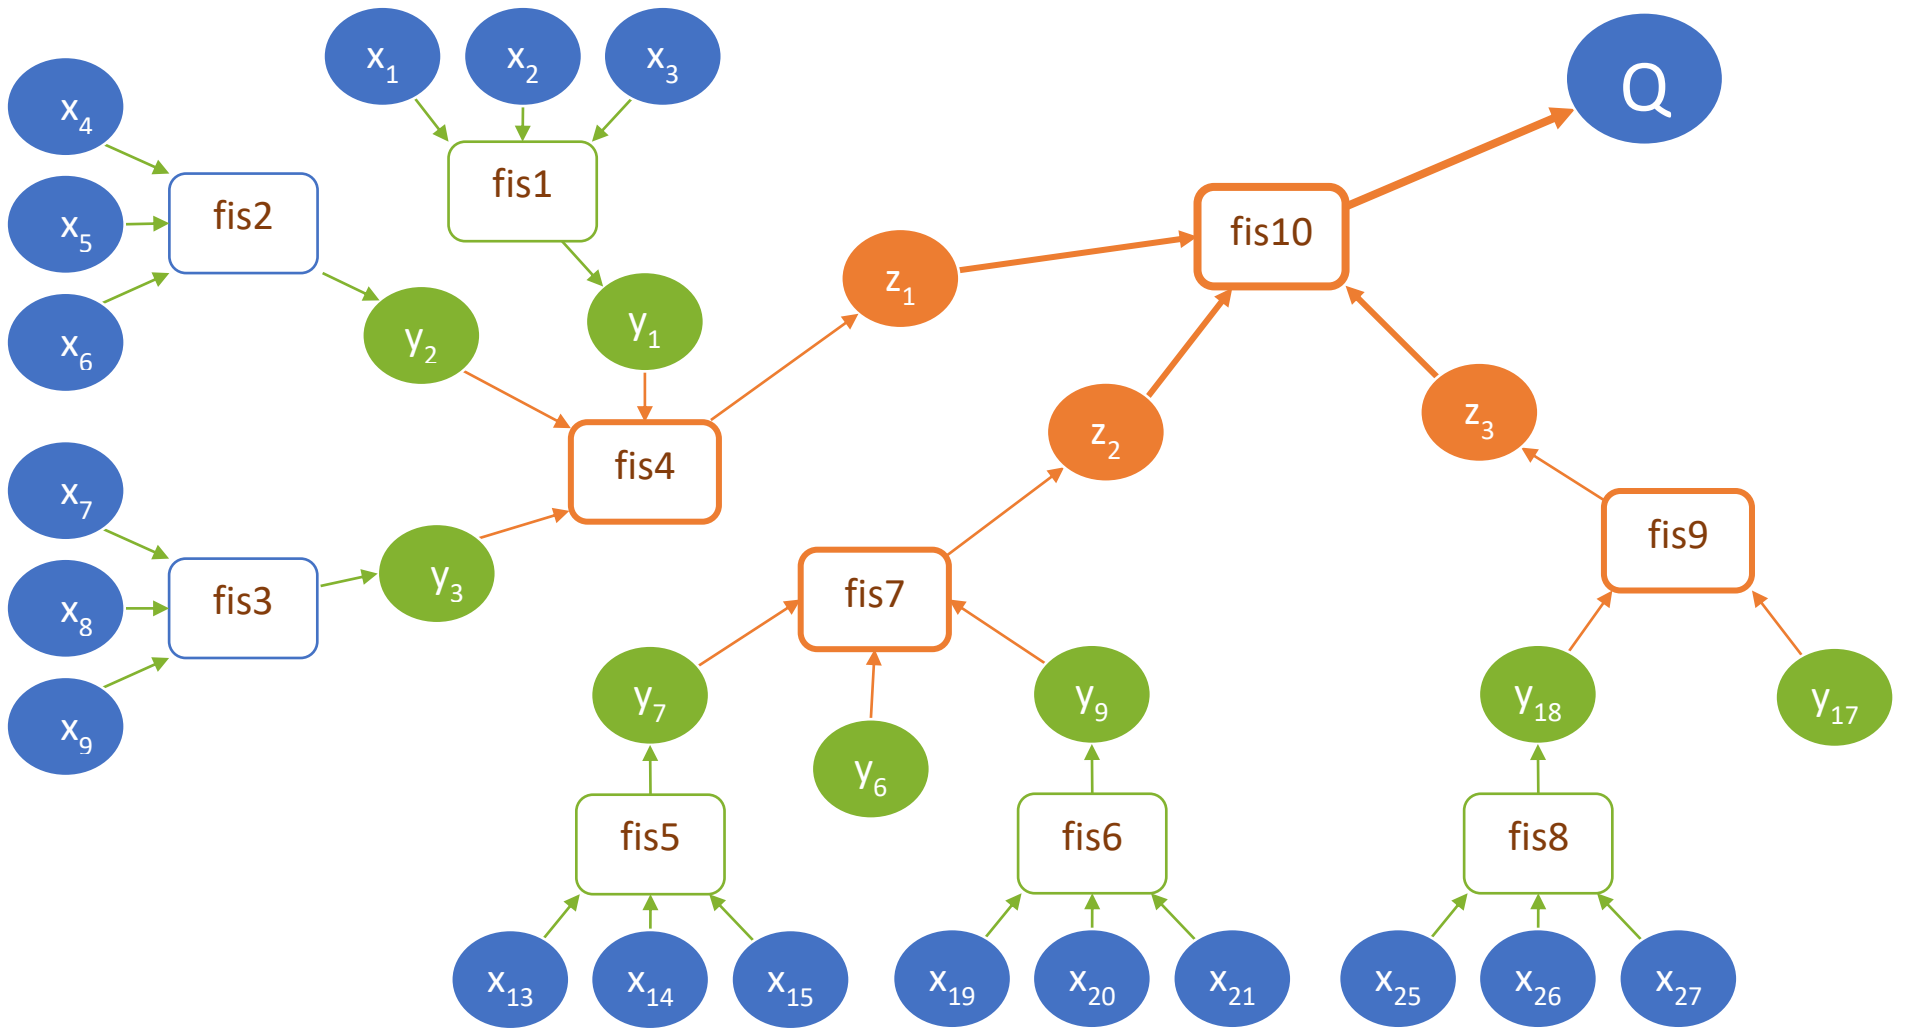 x1
x2
x3
x4
Q
fis1
x5
fis2
fis10
x6
z1
y1
y2
z2
z3
fis4
x7
fis9
fis3
y3
fis7
x8
x9
y7
y9
y18
y17
y6
fis5
fis6
fis8
x13
x14
x15
x19
x20
x21
x25
x26
x27